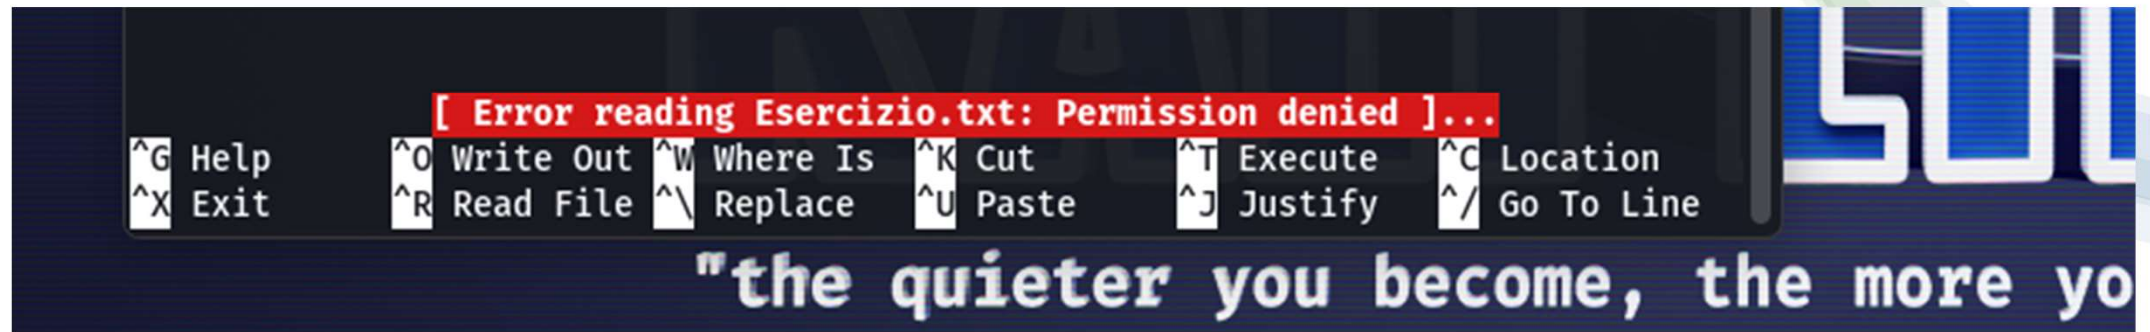 [ Error reading Esercizio.txt: Permission denied ]...
^G Help ^O Write Out ^W Where Is ^K Cut ^T Execute ^C Location
^X Exit ^R Read File ^\ Replace ^U Paste ^J Justify ^/ Go To Line
"the quieter you become, the more yo